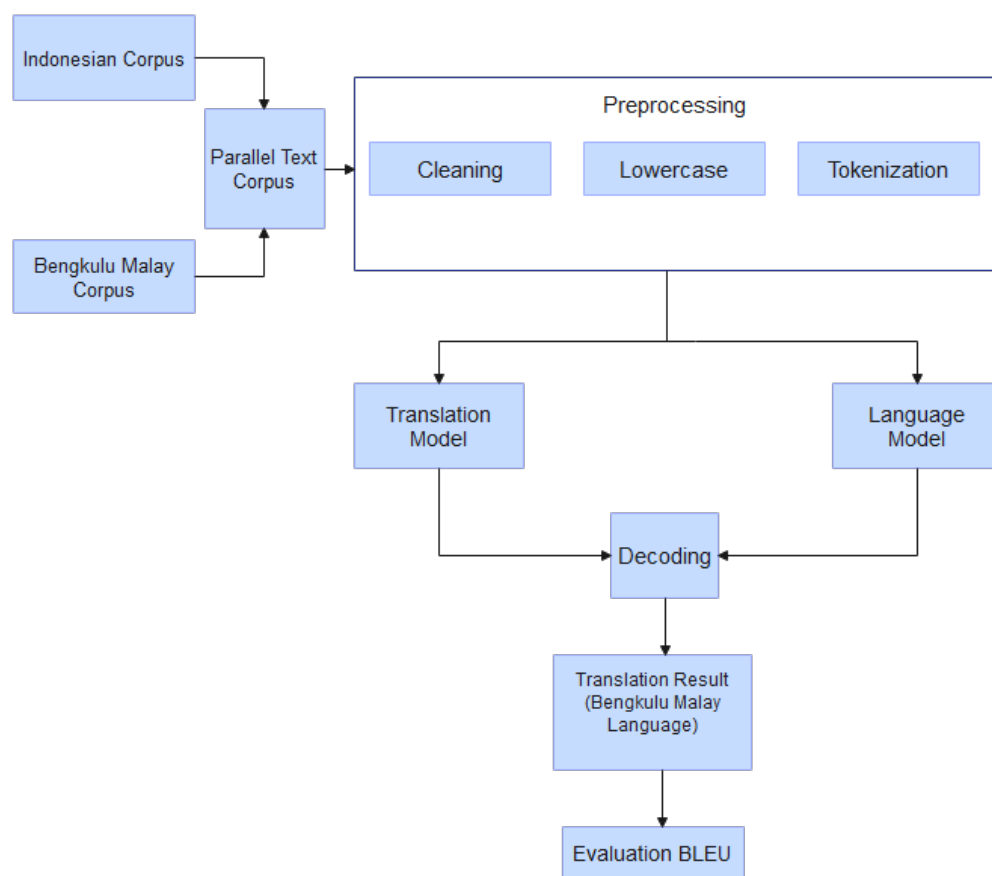 Indonesian Corpus
Parallel Text
Corpus
Bengkulu Malay
Corpus
Preprocessing
Cleaning
Lowercase
Tokenization
Translation
Model
Language
Model
Decoding
Translation Result
(Bengkulu Malay
Language)
Evaluation BLEU